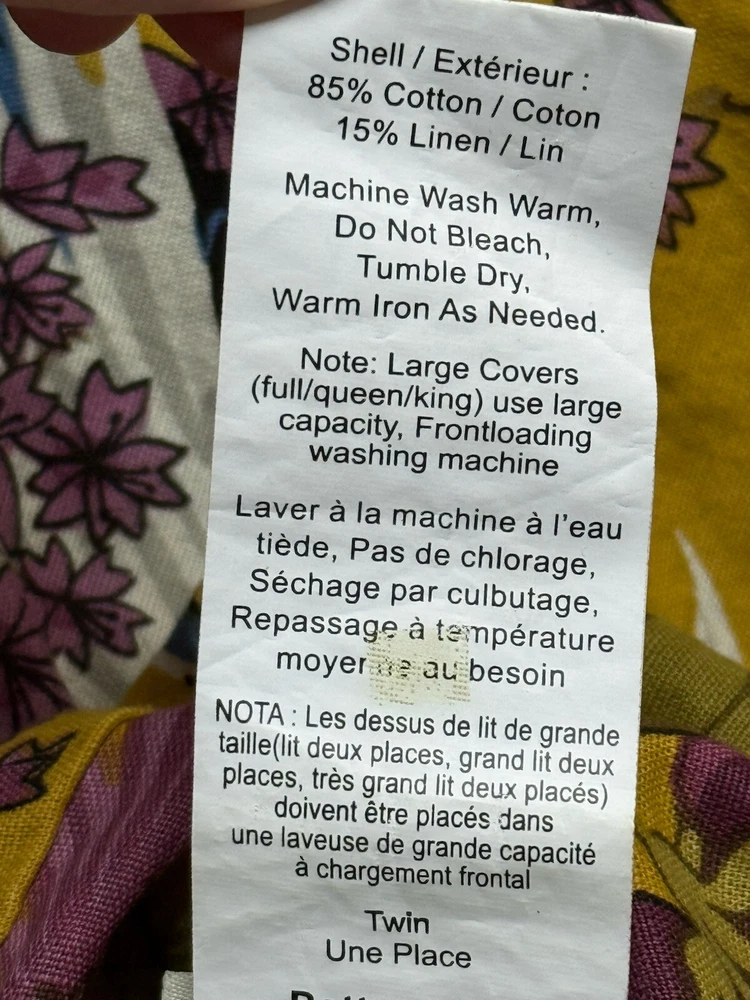 Shell / Extérieur :
85% Cotton / Coton
15% Linen / Lin
Machine Wash Warm,
Do Not Bleach,
Tumble Dry,
Warm Iron As Needed.
Note: Large Covers
(full/queen/king) use large
capacity, Frontloading
washing machine
Laver à la machine à l'eau
tiède, Pas de chlorage,
Séchage par culbutage,
Repassage à température
au besoin
NOTA : Les dessus de lit de grande
taille(lit deux places, grand lit deux
places, très grand lit deux placés)
doivent être placés dans
une laveuse de grande capacité
à chargement frontal
Twin
Une Place